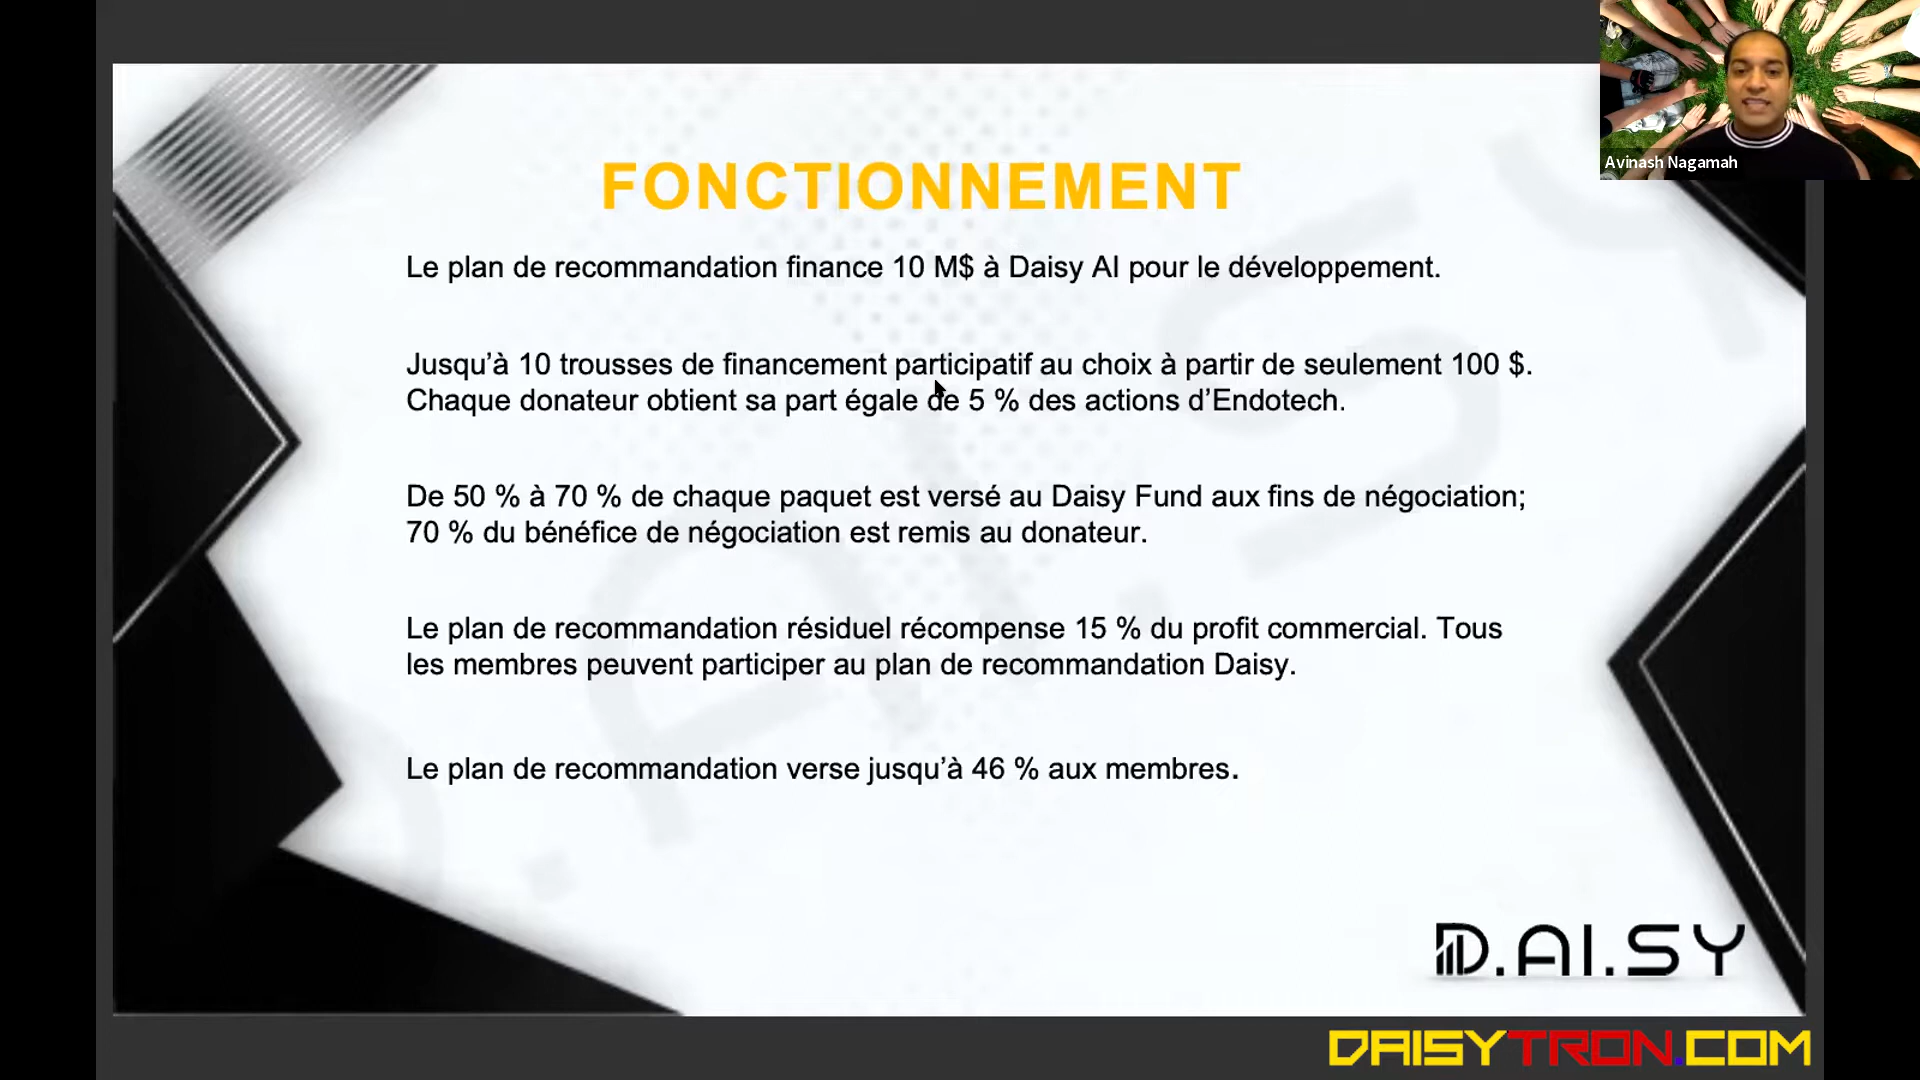 Avinash Nagamah
FONCTIONNEMENT
Le plan de recommandation finance 10 M$ à Daisy AI pour le développement.
Jusqu’à 10 trousses de financement participatif au choix à partir de seulement 100 $.
Chaque donateur obtient sa part égale de 5 % des actions d’Endotech.
De 50 % à 70 % de chaque paquet est versé au Daisy Fund aux fins de négociation;
70 % du bénéfice de négociation est remis au donateur.
Le plan de recommandation résiduel récompense 15 % du profit commercial. Tous
les membres peuvent participer au plan de recommandation Daisy.
Le plan de recommandation verse jusqu’à 46 % aux membres.
D.AI.SY
DAISYTRON.COM